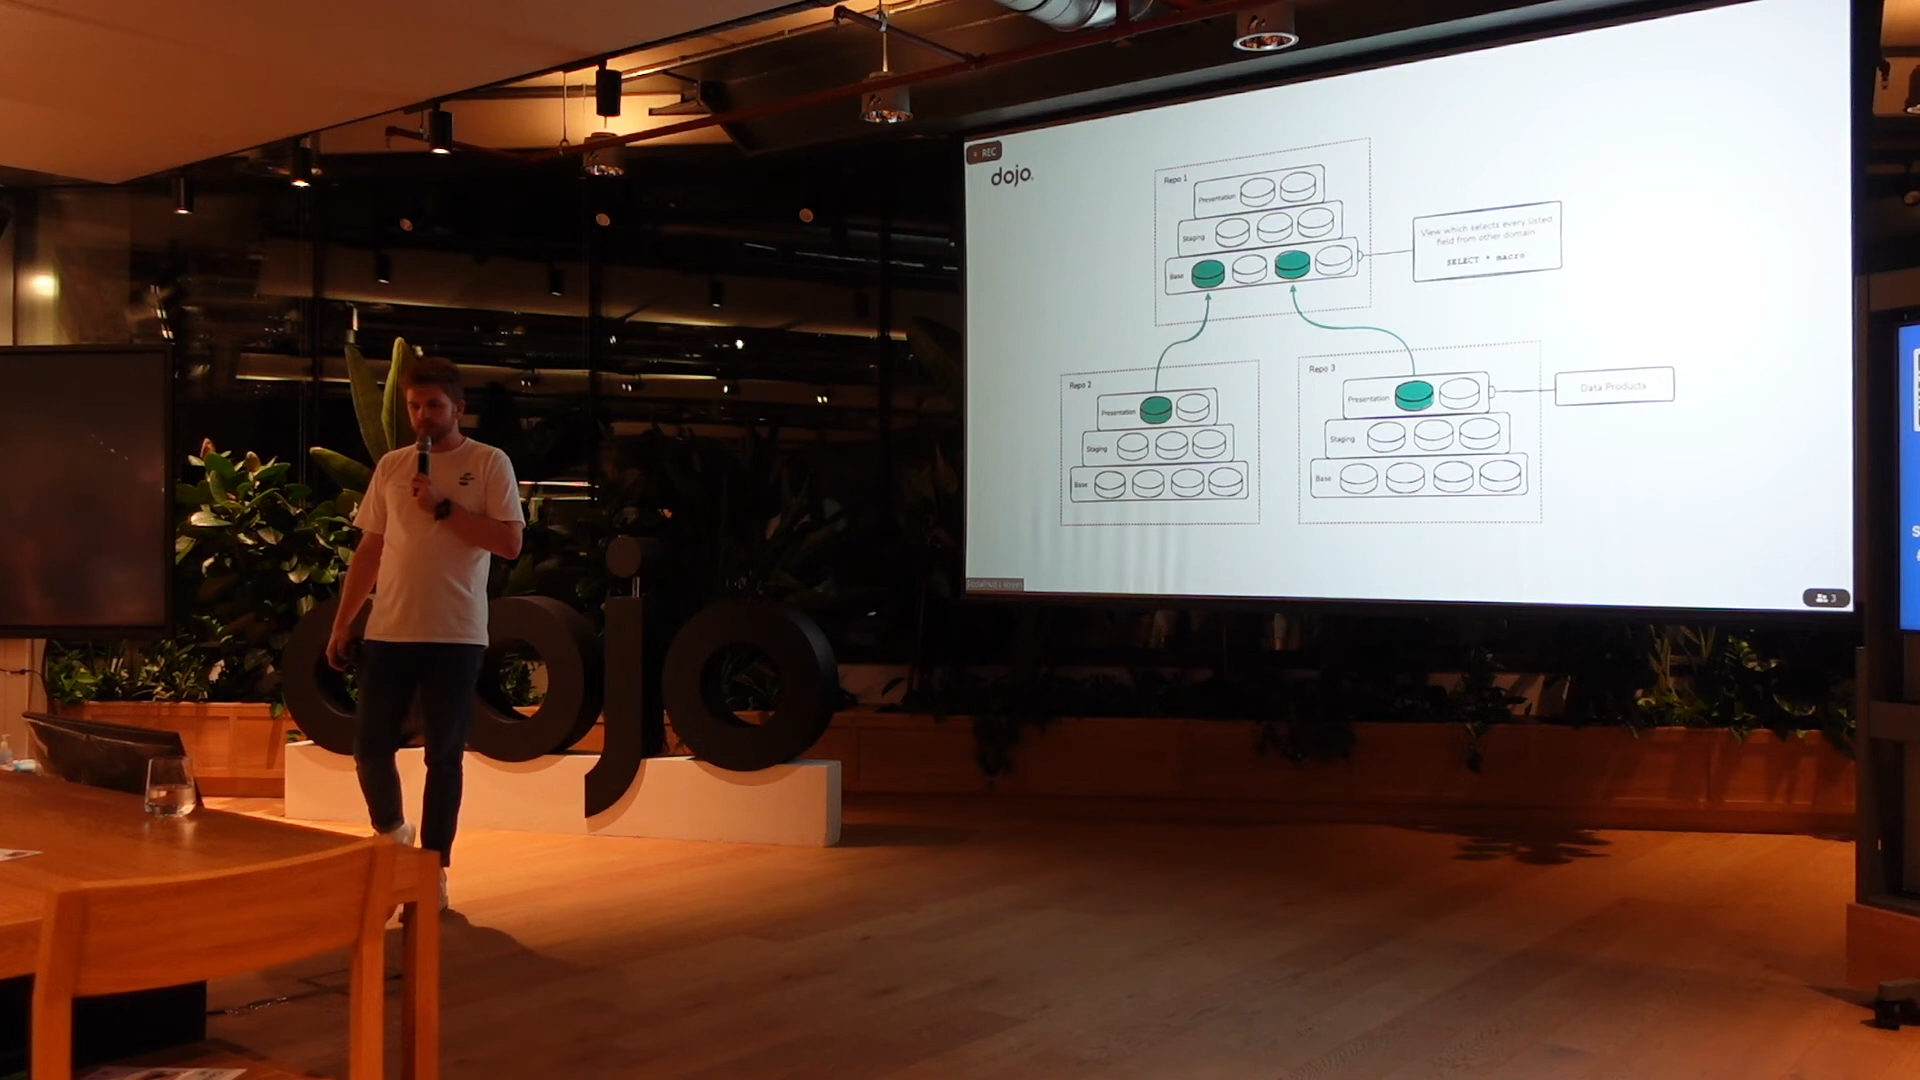 REC
dojo.
Repo 1
Presentation
Staging
Base
View which selects every listed
field from other domain
SELECT * macro
Repo 2
Presentation
Staging
Base
Repo 3
Presentation
Staging
Base
Data Products
3
dojo